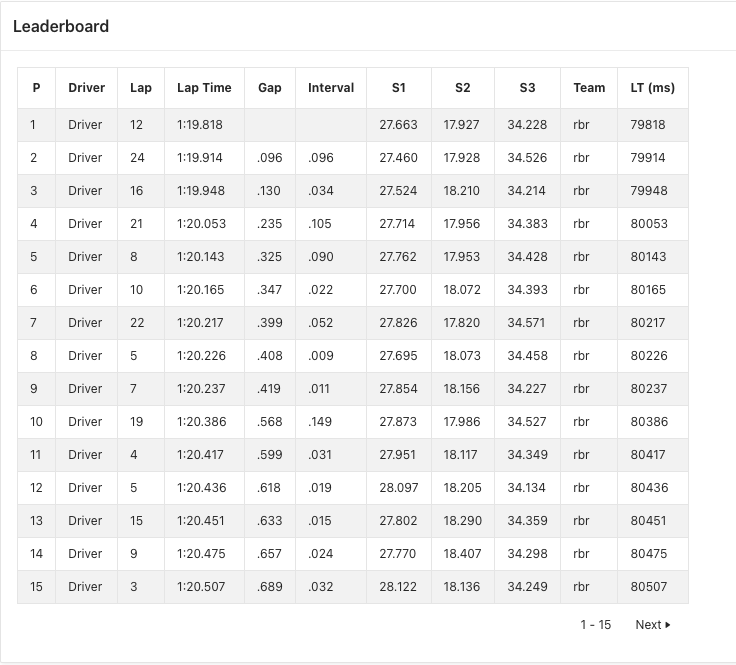 Leaderboard
P Driver Lap Lap Time Gap Interval S1 S2 S3 Team LT (ms)
1 Driver 12 1:19.818 27.663 17.927 34.228 rbr 79818
2 Driver 24 1:19.914 .096 .096 27.460 17.928 34.526 rbr 79914
3 Driver 16 1:19.948 .130 .034 27.524 18.210 34.214 rbr 79948
4 Driver 21 1:20.053 .235 .105 27.714 17.956 34.383 rbr 80053
5 Driver 8 1:20.143 .325 .090 27.762 17.953 34.428 rbr 80143
6 Driver 10 1:20.165 .347 .022 27.700 18.072 34.393 rbr 80165
7 Driver 22 1:20.217 .399 .052 27.826 17.820 34.571 rbr 80217
8 Driver 5 1:20.226 .408 .009 27.695 18.073 34.458 rbr 80226
9 Driver 7 1:20.237 .419 .011 27.854 18.156 34.227 rbr 80237
10 Driver 19 1:20.386 .568 .149 27.873 17.986 34.527 rbr 80386
11 Driver 4 1:20.417 .599 .031 27.951 18.117 34.349 rbr 80417
12 Driver 5 1:20.436 .618 .019 28.097 18.205 34.134 rbr 80436
13 Driver 15 1:20.451 .633 .015 27.802 18.290 34.359 rbr 80451
14 Driver 9 1:20.475 .657 .024 27.770 18.407 34.298 rbr 80475
15 Driver 3 1:20.507 .689 .032 28.122 18.136 34.249 rbr 80507
1 - 15 Next